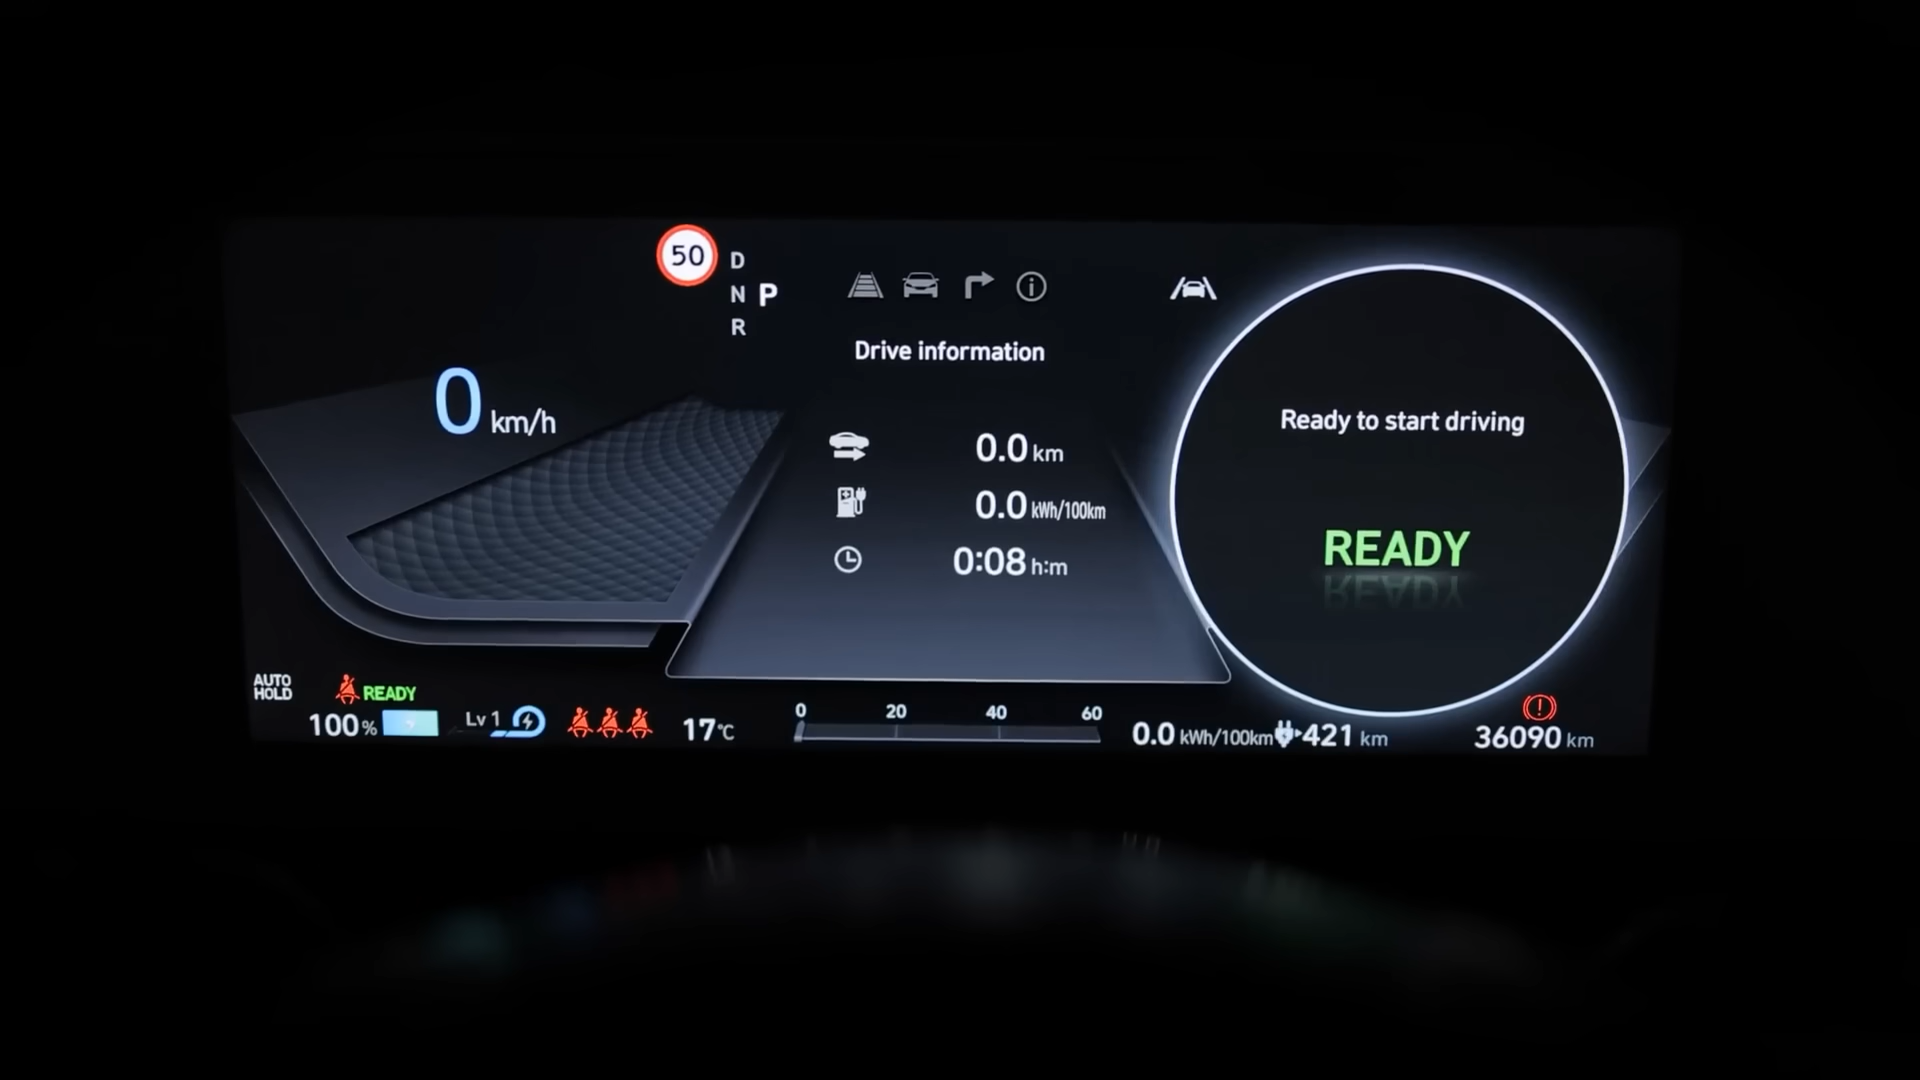 50
D
N P
R
Drive information
0 km/h
0.0 km
0.0 kWh/100km
0:08 h:m
Ready to start driving
READY
AUTO
HOLD
READY
100%
Lv 1
17°C
0 20 40 60
0.0 kWh/100km
421 km
36090 km